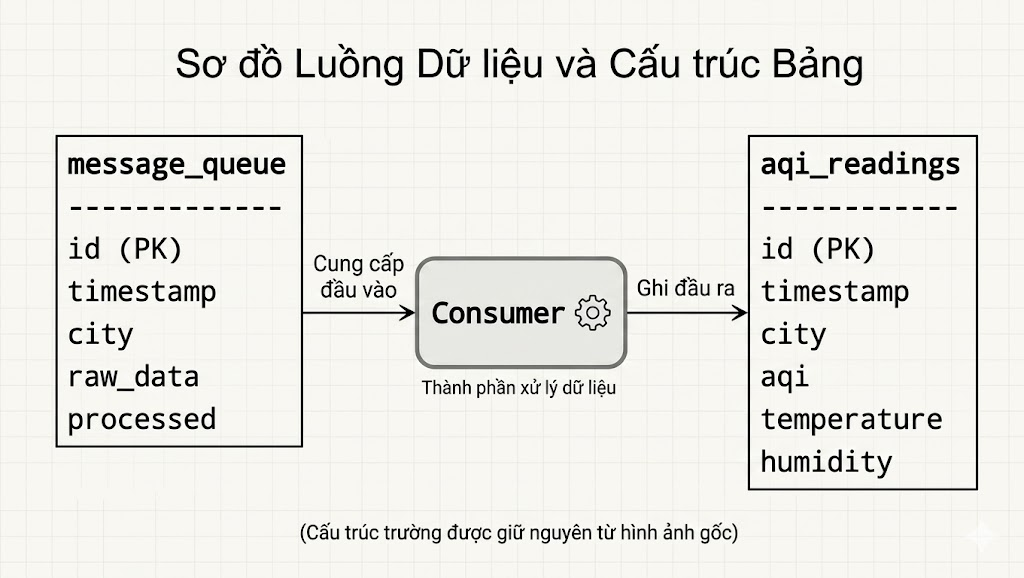 Sơ đồ Luồng Dữ liệu và Cấu trúc Bảng
message_queue
-------------
id (PK)
timestamp
city
raw_data
processed
Cung cấp
đầu vào
Consumer
Thành phần xử lý dữ liệu
Ghi đầu ra
aqi_readings
------------
id (PK)
timestamp
city
aqi
temperature
humidity
(Cấu trúc trường được giữ nguyên từ hình ảnh gốc)